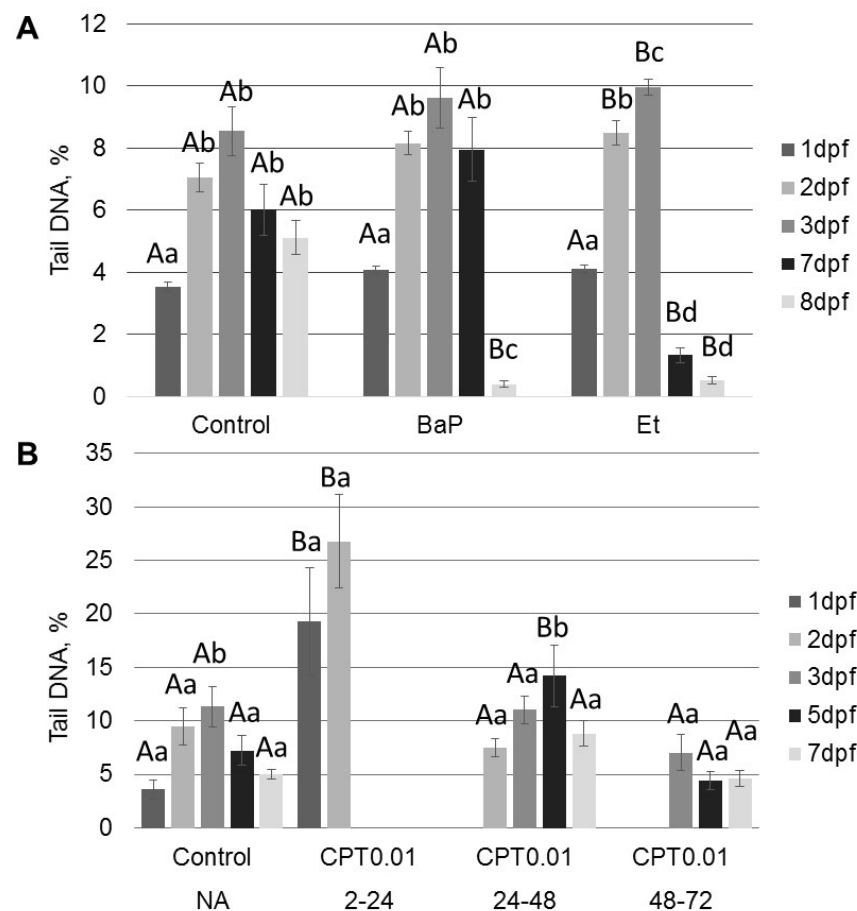 A
12
10
8
6
4
2
0
Tail DNA, %
Aa Ab Ab Ab Ab
Aa Ab Ab Ab Bc
Aa Bb Bc Bd Bd
Control BaP Et
1dpf
2dpf
3dpf
7dpf
8dpf
B
35
30
25
20
15
10
5
0
Tail DNA, %
Aa Aa Ab Aa Aa
Ba Ba
Aa Aa Bb Aa
Aa Aa Aa
Control CPT0.01 CPT0.01 CPT0.01
NA 2-24 24-48 48-72
1dpf
2dpf
3dpf
5dpf
7dpf